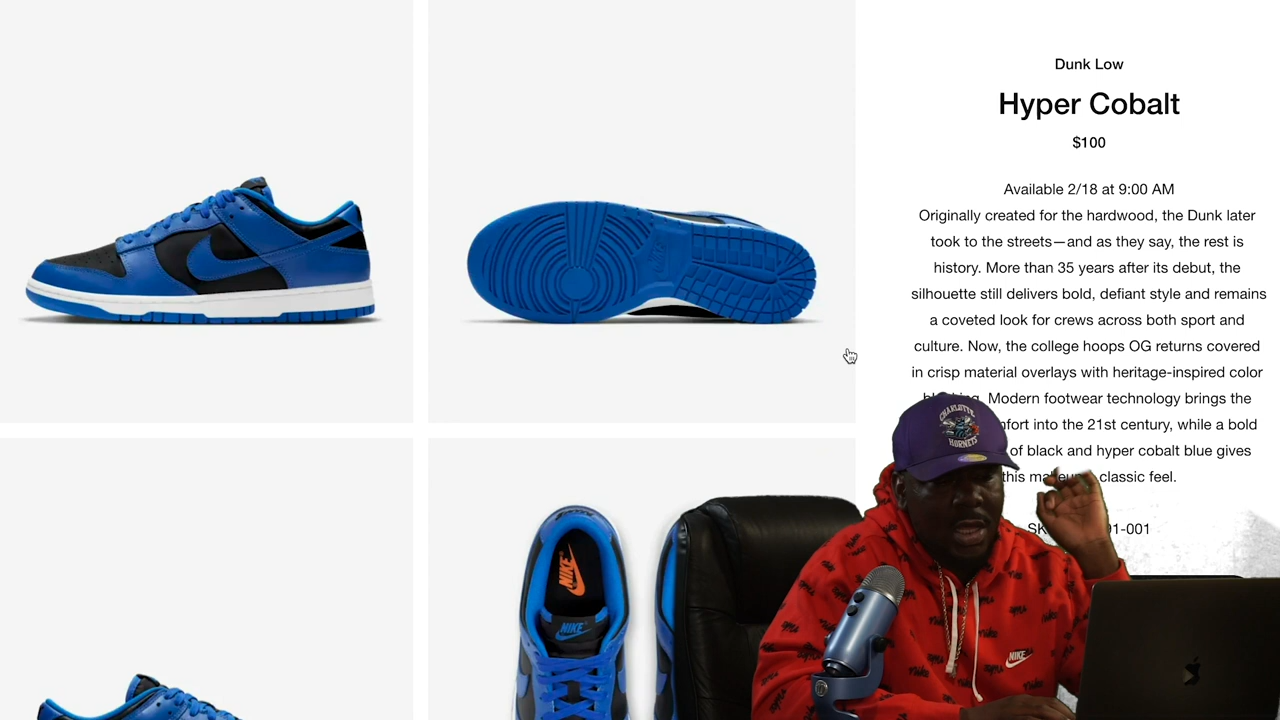 Dunk Low
Hyper Cobalt
$100
Available 2/18 at 9:00 AM
Originally created for the hardwood, the Dunk later
took to the streets—and as they say, the rest is
history. More than 35 years after its debut, the
silhouette still delivers bold, defiant style and remains
a coveted look for crews across both sport and
culture. Now, the college hoops OG returns covered
in crisp material overlays with heritage-inspired color
Modern footwear technology brings the
into the 21st century, while a bold
of black and hyper cobalt blue gives
this classic feel.
CHARLOTTE
HORNETS
NIKE
NIKE
NIKE